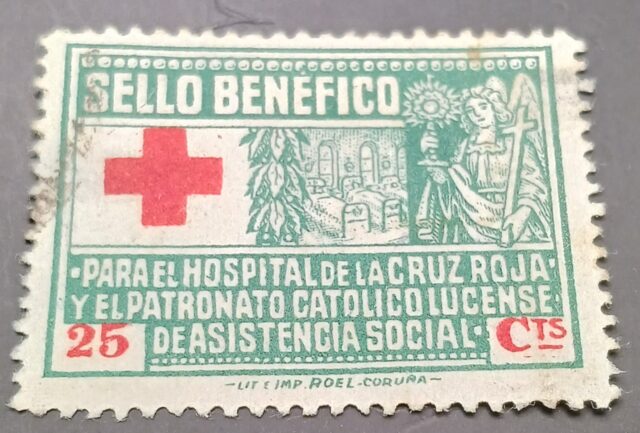 SELLO BENÉFICO
·PARA EL HOSPITAL DE LA CRUZ ROJA·
Y EL PATRONATO CATOLICO LUCENSE
25 DE ASISTENCIA SOCIAL· CTS
-LIT E IMP. ROEL-CORUÑA-